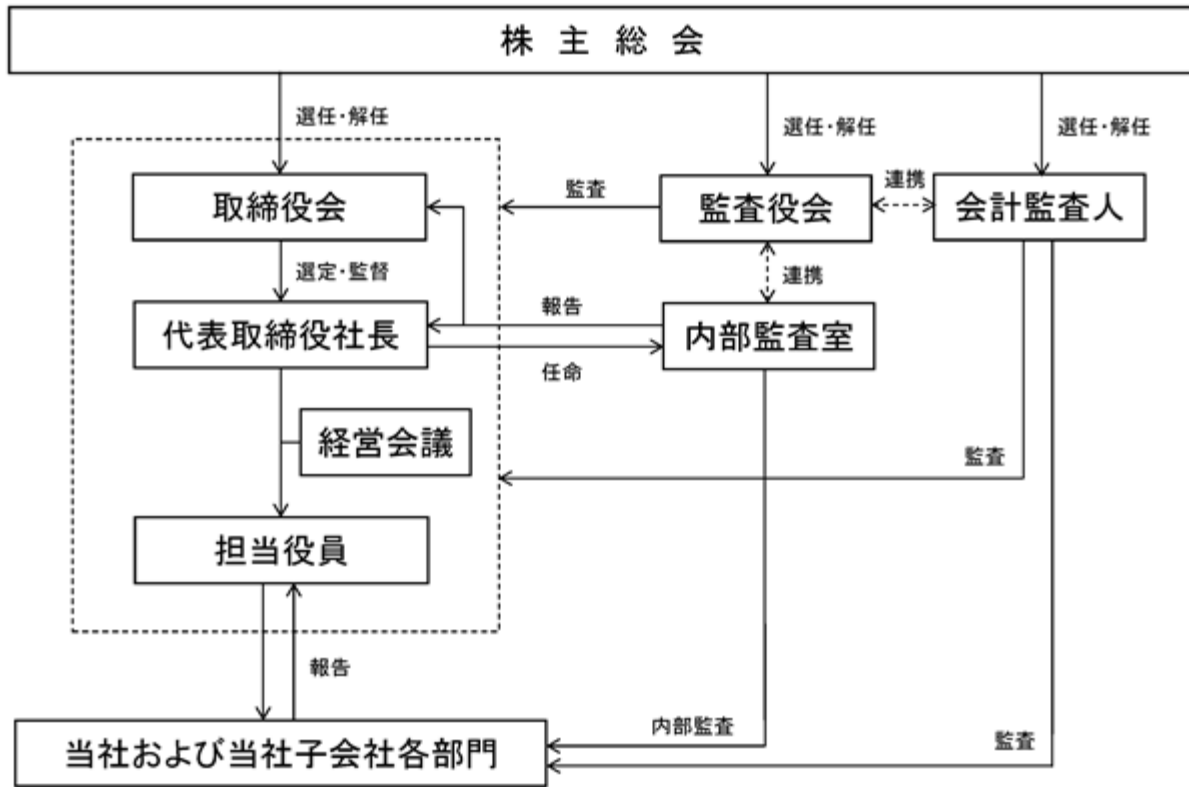 株主総会
選任・解任
選任・解任
選任・解任
取締役会
監査
監査役会
連携
会計監査人
選定・監督
連携
代表取締役社長
報告
内部監査室
任命
経営会議
監査
担当役員
報告
内部監査
監査
当社および当社子会社各部門